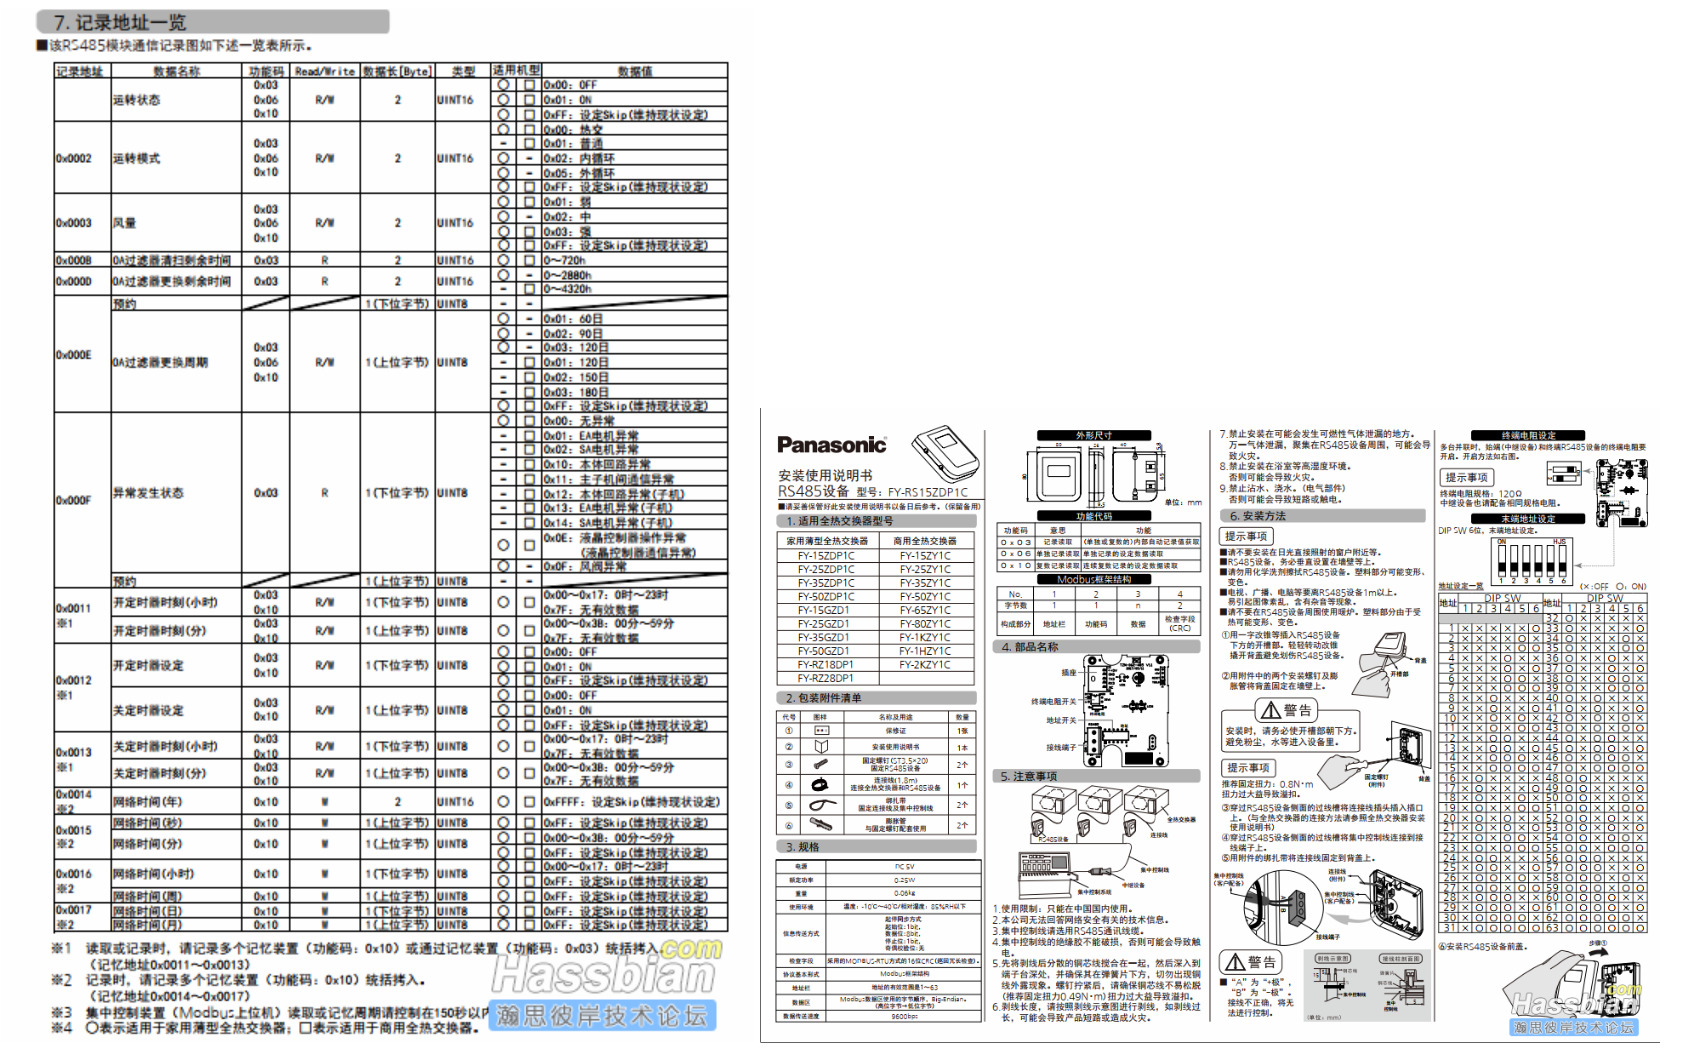 7. 记录地址一览
■该RS485模块通信记录图如下述一览表所示。
记录地址 数据名称 功能码 Read/Write 数据长[Byte] 类型 适用机型 数据值
运转状态 0x03 0x06 0x10 R/W 2 UINT16
○ □ 0x00: OFF
○ □ 0x01: ON
○ □ 0xFF: 设定Skip(维持现状设定)
0x0002 运转模式 0x03 0x06 0x10 R/W 2 UINT16
○ - 0x00: 热交
- □ 0x01: 普通
○ - 0x02: 内循环
○ - 0x05: 外循环
○ □ 0xFF: 设定Skip(维持现状设定)
0x0003 风量 0x03 0x06 0x10 R/W 2 UINT16
○ □ 0x01: 弱
○ - 0x02: 中
○ □ 0x03: 强
○ □ 0xFF: 设定Skip(维持现状设定)
0x000B OA过滤器清扫剩余时间 0x03 R 2 UINT16 ○ □ 0～720h
0x000D OA过滤器更换剩余时间 0x03 R 2 UINT16
○ - 0～2880h
- □ 0～4320h
0x000E 预约 1(下位字节) UINT8 - -
OA过滤器更换周期 0x03 0x06 0x10 R/W 1(上位字节) UINT8
○ - 0x01: 60日
○ - 0x02: 90日
○ - 0x03: 120日
- □ 0x01: 120日
- □ 0x02: 150日
- □ 0x03: 180日
○ □ 0xFF: 设定Skip(维持现状设定)
0x000F 异常发生状态 0x03 R 1(下位字节) UINT8
○ □ 0x00: 无异常
- □ 0x01: EA电机异常
- □ 0x02: SA电机异常
- □ 0x10: 本体回路异常
- □ 0x11: 主子机间通信异常
- □ 0x12: 本体回路异常(子机)
- □ 0x13: EA电机异常(子机)
- □ 0x14: SA电机异常(子机)
○ □ 0x0E: 液晶控制器操作异常
(液晶控制器通信异常)
○ - 0x0F: 风阀异常
预约 1(上位字节) UINT8 - -
0x0011 ※1 开定时器时刻(小时) 0x03 0x10 R/W 1(下位字节) UINT8 ○ □ 0x00～0x17: 0时～23时
0x7F: 无有效数据
开定时器时刻(分) 0x03 0x10 R/W 1(上位字节) UINT8 ○ □ 0x00～0x3B: 00分～59分
0x7F: 无有效数据
0x0012 ※1 开定时器设定 0x03 0x10 R/W 1(下位字节) UINT8
○ □ 0x00: OFF
○ □ 0x01: ON
○ □ 0xFF: 设定Skip(维持现状设定)
关定时器设定 0x03 0x10 R/W 1(上位字节) UINT8
○ □ 0x00: OFF
○ □ 0x01: ON
○ □ 0xFF: 设定Skip(维持现状设定)
0x0013 ※1 关定时器时刻(小时) 0x03 0x10 R/W 1(下位字节) UINT8 ○ □ 0x00～0x17: 0时～23时
0x7F: 无有效数据
关定时器时刻(分) 0x03 0x10 R/W 1(上位字节) UINT8 ○ □ 0x00～0x3B: 00分～59分
0x7F: 无有效数据
0x0014 ※2 网络时间(年) 0x10 W 2 UINT16 ○ □ 0xFFFF: 设定Skip(维持现状设定)
0x0015 ※2 网络时间(秒) 0x10 W 1(下位字节) UINT8 ○ □ 0xFF: 设定Skip(维持现状设定)
网络时间(分) 0x10 W 1(上位字节) UINT8 ○ □ 0x00～0x3B: 00分～59分
○ □ 0xFF: 设定Skip(维持现状设定)
0x0016 ※2 网络时间(小时) 0x10 W 1(下位字节) UINT8 ○ □ 0x00～0x17: 0时～23时
○ □ 0xFF: 设定Skip(维持现状设定)
网络时间(周) 0x10 W 1(上位字节) UINT8 ○ □ 0xFF: 设定Skip(维持现状设定)
0x0017 ※2 网络时间(日) 0x10 W 1(下位字节) UINT8 ○ □ 0xFF: 设定Skip(维持现状设定)
网络时间(月) 0x10 W 1(上位字节) UINT8 ○ □ 0xFF: 设定Skip(维持现状设定)
※1 读取或记录时，请记录多个记忆装置（功能码：0x10）或通过记忆装置（功能码：0x03）统括拷入。
（记忆地址0x0011～0x0013）
※2 记录时，请记录多个记忆装置（功能码：0x10）统括拷入。
（记忆地址0x0014～0x0017）
※3 集中控制装置（Modbus上位机）读取或记忆周期请控制在150秒以内
※4 ○表示适用于家用薄型全热交换器；□表示适用于商用全热交换器。
Hassbian.com
瀚思彼岸技术论坛
Panasonic
安装使用说明书
RS485设备 型号：FY-RS15ZDP1C
■请妥善保管好此安装使用说明书以备日后参考。（保留备用）
1. 适用全热交换器型号
家用薄型全热交换器 商用全热交换器
FY-15ZDP1C FY-15ZY1C
FY-25ZDP1C FY-25ZY1C
FY-35ZDP1C FY-35ZY1C
FY-50ZDP1C FY-50ZY1C
FY-15GZD1 FY-65ZY1C
FY-25GZD1 FY-80ZY1C
FY-35GZD1 FY-1KZY1C
FY-50GZD1 FY-1HZY1C
FY-RZ18DP1 FY-2KZY1C
FY-RZ28DP1
2. 包装附件清单
代号 图样 名称及用途 数量
① 保修证 1张
② 安装使用说明书 1本
③ 固定螺钉(ST3.5×20) 固定RS485设备 2个
④ 连接线(1.8m) 连接全热交换器和RS485设备 1个
⑤ 绑扎带 固定连接线及集中控制线 2个
⑥ 膨胀管 与固定螺钉配套使用 2个
3. 规格
电源 DC 5V
额定功率 0.25W
重量 0.06kg
使用环境 温度：-10℃～40℃/相对湿度：85%RH以下
信息传送方式 起停同步方式
起始位：1bit，
数据位：8bit，
停止位：1bit，
奇偶校验位：无
检查字段 采用的MODBUS-RTU方式的16位CRC(循环冗长检查)。
协议基本形式 Modbus框架结构
地址栏 地址的有效范围是1～63
数据区 Modbus数据区使用的字节顺序，Big-Endian。
(高位字节→低位字节)
数据传送速度 9600bps
外形尺寸
单位：mm
功能代码
功能码 意思 功能
0x03 记录读取 (单独或复数的)内部自动记录值获取
0x06 单独记录读取 单独记录的设定数据读取
0x10 复数记录读取 连续复数记录的设定数据读取
Modbus框架结构
No. 1 2 3 4
字节数 1 1 n 2
构成部分 地址栏 功能码 数据 检查字段(CRC)
4. 部品名称
插座
终端电阻开关
地址开关
接线端子
5. 注意事项
全热交换器
连接线
RS485设备
集中控制线
中继设备
集中控制系统
1.使用限制：只能在中国国内使用。
2.本公司无法回答网络安全有关的技术信息。
3.集中控制线请选用RS485通讯线缆。
4.集中控制线的绝缘胶不能破损，否则可能会导致触电。
5.先将剥线后分散的铜芯线搅合在一起，然后深入到端子台深处，并确保其在弹簧片下方，切勿出现铜线外露现象。螺钉拧紧后，请确保铜芯线不易松脱(推荐固定扭力0.49N·m)扭力过大益导致滋扣。
6.剥线长度，请按照剥线示意图进行剥线，如剥线过长，可能会导致产品短路或造成火灾。
7.禁止安装在可能会发生可燃性气体泄漏的地方。
万一气体泄漏，聚集在RS485设备周围，可能会导致火灾。
8.禁止安装在浴室等高湿度环境。
否则可能会导致火灾。
9.禁止沾水、浇水。（电气部件）
否则可能会导致短路或触电。
6. 安装方法
提示事项
■请不要安装在日光直接照射的窗户附近等。
■RS485设备，务必垂直设置在墙壁等上。
■请勿用化学洗剂擦拭RS485设备。塑料部分可能变形、变色。
■电视、广播、电脑等要离RS485设备1m以上。
易引起图像紊乱，含有杂音等现象。
■请不要在RS485设备周围使用暖炉。塑料部分由于受热可能变形、变色。
①用一字改锥等插入RS485设备下方的开槽部。轻轻转动改锥撬开背盖避免划伤RS485设备。
背盖
开槽部
②用附件中的两个安装螺钉及膨胀管将背盖固定在墙壁上。
警告
安装时，请务必使开槽部朝下方。
避免粉尘，水等进入设备里。
提示事项
推荐固定扭力：0.8N·m
扭力过大益导致滋扣。
固定螺钉(附件)
背盖
③穿过RS485设备侧面的过线槽将连接线插头插入插口上。（与全热交换器的连接方法请参照全热交换器安装使用说明书）
④穿过RS485设备侧面的过线槽将集中控制线连接到接线端子上。
⑤用附件的绑扎带将连接线固定到背盖上。
集中控制线(客户配备)
连接线(附件)
集中控制线(客户配备)
接线端子
警告
■“A”为“+极”，
“B”为“-极”。
接线不正确，将无法进行控制。
剥线示意图
(单位：mm)
终端电阻设定
多台并联时，始端(中继设备)和终端RS485设备的终端电阻要开启。开启方法如右图。
提示事项
终端电阻规格：120Ω
中继设备也请配备相同规格电阻。
末端地址设定
DIP SW 6位，末端地址设定。
ON HJS
1 2 3 4 5 6
地址设定一览 (×:OFF ○: ON)
地址 DIP SW 1 2 3 4 5 6 地址 DIP SW 1 2 3 4 5 6
⑥安装RS485设备前盖。
步骤①
瀚思彼岸技术论坛